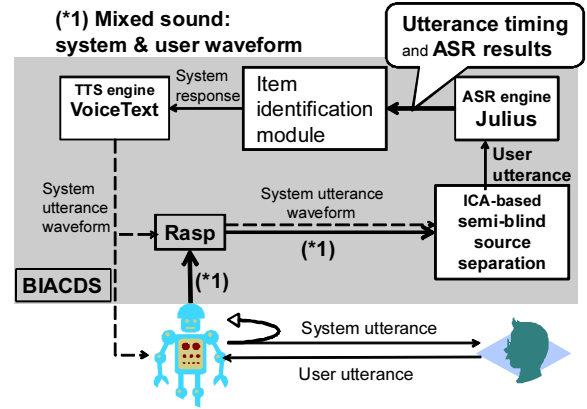 (*1) Mixed sound:
system & user waveform
Utterance timing
and ASR results
TTS engine
VoiceText
System
response
Item
identification
module
ASR engine
Julius
User
utterance
System
utterance
waveform
Rasp
System utterance
waveform
(*1)
ICA-based
semi-blind
source
separation
BIACDS
(*1)
System utterance
User utterance